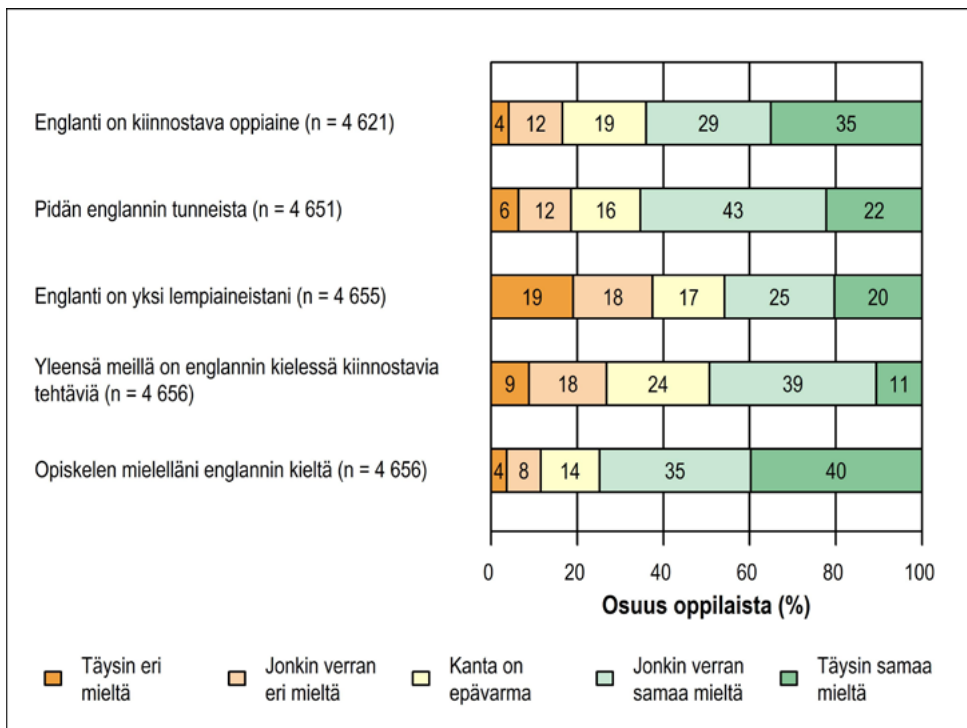 Englanti on kiinnostava oppiaine (n = 4 621)
4 12 19 29 35
Pidän englannin tunneista (n = 4 651)
6 12 16 43 22
Englanti on yksi lempiaineistani (n = 4 655)
19 18 17 25 20
Yleensä meillä on englannin kielessä kiinnostavia
tehtäviä (n = 4 656)
9 18 24 39 11
Opiskelen mielelläni englannin kieltä (n = 4 656)
4 8 14 35 40
0 20 40 60 80 100
Osuus oppilaista (%)
Täysin eri
mieltä
Jonkin verran
eri mieltä
Kanta on
epävarma
Jonkin verran
samaa mieltä
Täysin samaa
mieltä